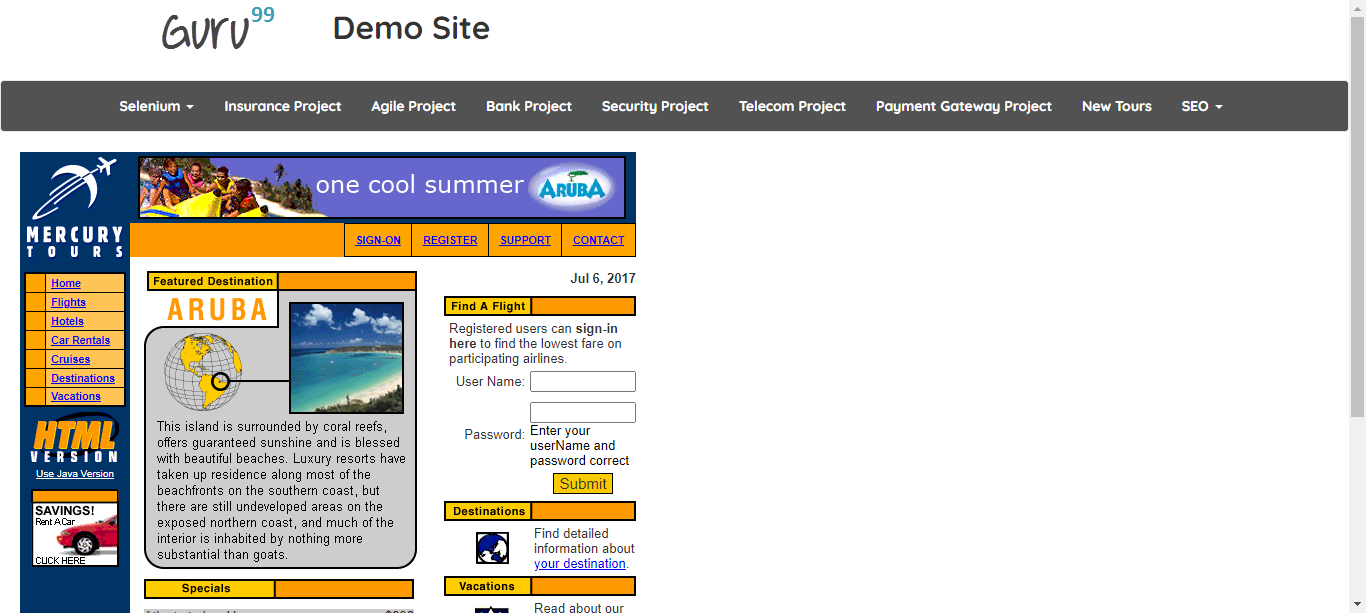 Guru99 Demo Site
Selenium Insurance Project Agile Project Bank Project Security Project Telecom Project Payment Gateway Project New Tours SEO
one cool summer ARUBA
MERCURY
TOURS
SIGN-ON REGISTER SUPPORT CONTACT
Home
Flights
Hotels
Car Rentals
Cruises
Destinations
Vacations
HTML
VERSION
Use Java Version
SAVINGS!
Rent A Car
CLICK HERE
Featured Destination
ARUBA
This island is surrounded by coral reefs,
offers guaranteed sunshine and is blessed
with beautiful beaches. Luxury resorts have
taken up residence along most of the
beachfronts on the southern coast, but
there are still undeveloped areas on the
exposed northern coast, and much of the
interior is inhabited by nothing more
substantial than goats.
Specials
Jul 6, 2017
Find A Flight
Registered users can sign-in
here to find the lowest fare on
participating airlines.
User Name:
Password:
Enter your
userName and
password correct
Submit
Destinations
Find detailed
information about
your destination.
Vacations
Read about our